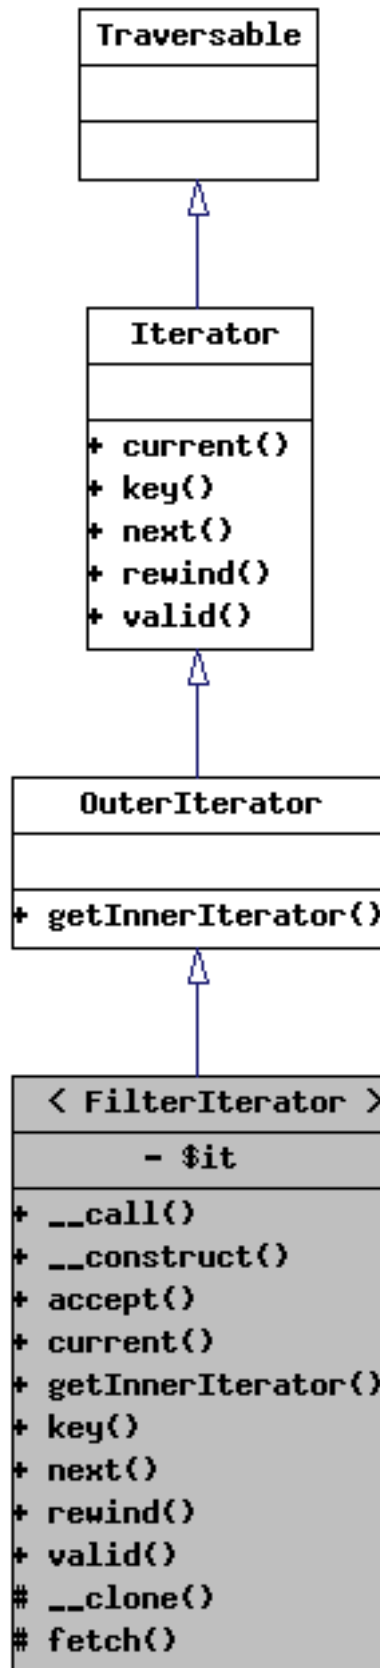 Traversable
Iterator
+ current()
+ key()
+ next()
+ rewind()
+ valid()
OuterIterator
+ getInnerIterator()
< FilterIterator >
- $it
+ __call()
+ __construct()
+ accept()
+ current()
+ getInnerIterator()
+ key()
+ next()
+ rewind()
+ valid()
# __clone()
# fetch()